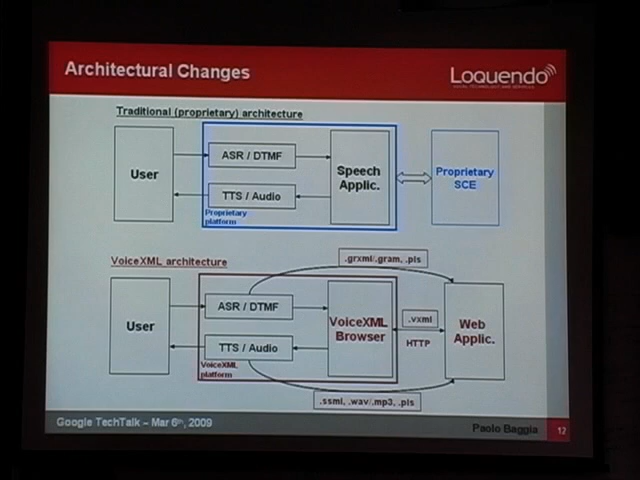 Architectural Changes
Loquendo
Traditional (proprietary) architecture
User
ASR / DTMF
TTS / Audio
Speech
Applic.
Proprietary
SCE
Proprietary
platform
VoiceXML architecture
.grxml/.gram, .pls
User
ASR / DTMF
TTS / Audio
VoiceXML
Browser
.vxml
HTTP
Web
Applic.
VoiceXML
platform
.ssml, .wav/.mp3, .pls
Google TechTalk – Mar 6th, 2009
Paolo Baggia
12